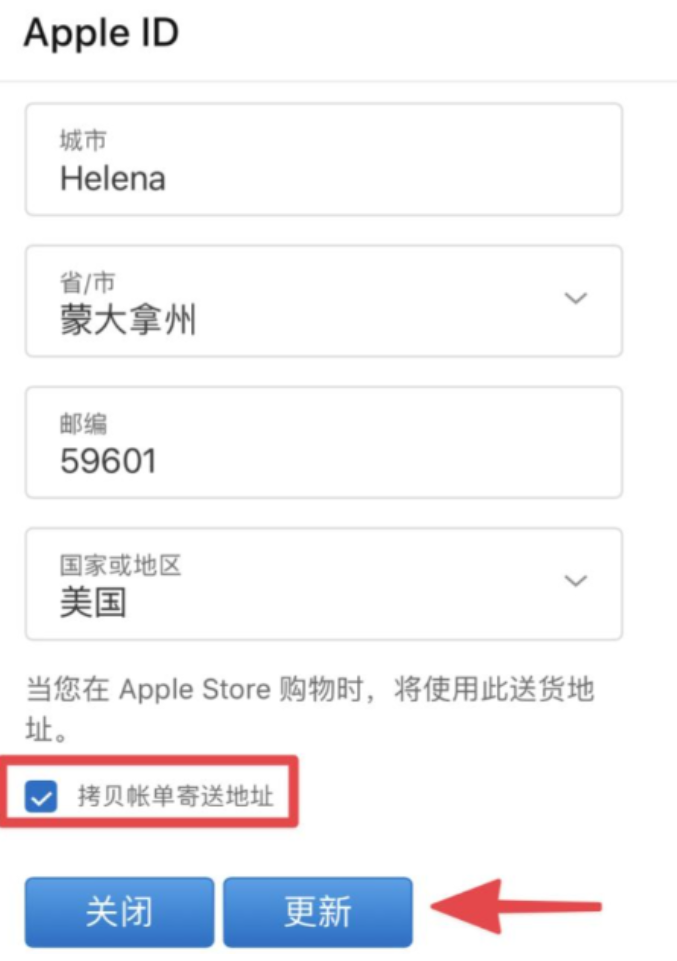 Apple ID
城市
Helena
省/市
蒙大拿州
邮编
59601
国家或地区
美国
当您在 Apple Store 购物时，将使用此送货地
址。
拷贝帐单寄送地址
关闭
更新